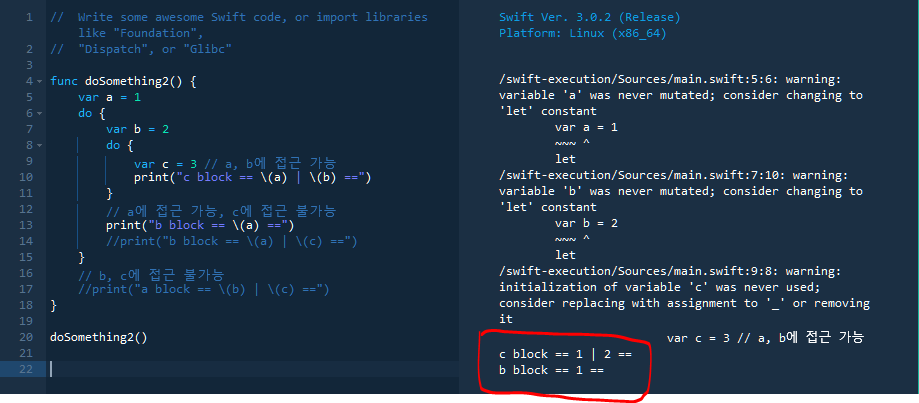 1 // Write some awesome Swift code, or import libraries
like "Foundation",
2 // "Dispatch", or "Glibc"
3
4 func doSomething2() {
5 var a = 1
6 do {
7 var b = 2
8 do {
9 var c = 3 // a, b에 접근 가능
10 print("c block == \(a) | \(b) ==")
11 }
12 // a에 접근 가능, c에 접근 불가능
13 print("b block == \(a) ==")
14 //print("b block == \(a) | \(c) ==")
15 }
16 // b, c에 접근 불가능
17 //print("a block == \(b) | \(c) ==")
18 }
19
20 doSomething2()
21
22
Swift Ver. 3.0.2 (Release)
Platform: Linux (x86_64)
/swift-execution/Sources/main.swift:5:6: warning:
variable 'a' was never mutated; consider changing to
'let' constant
var a = 1
~~~ ^
let
/swift-execution/Sources/main.swift:7:10: warning:
variable 'b' was never mutated; consider changing to
'let' constant
var b = 2
~~~ ^
let
/swift-execution/Sources/main.swift:9:8: warning:
initialization of variable 'c' was never used;
consider replacing with assignment to '_' or removing
it
var c = 3 // a, b에 접근 가능
c block == 1 | 2 ==
b block == 1 ==